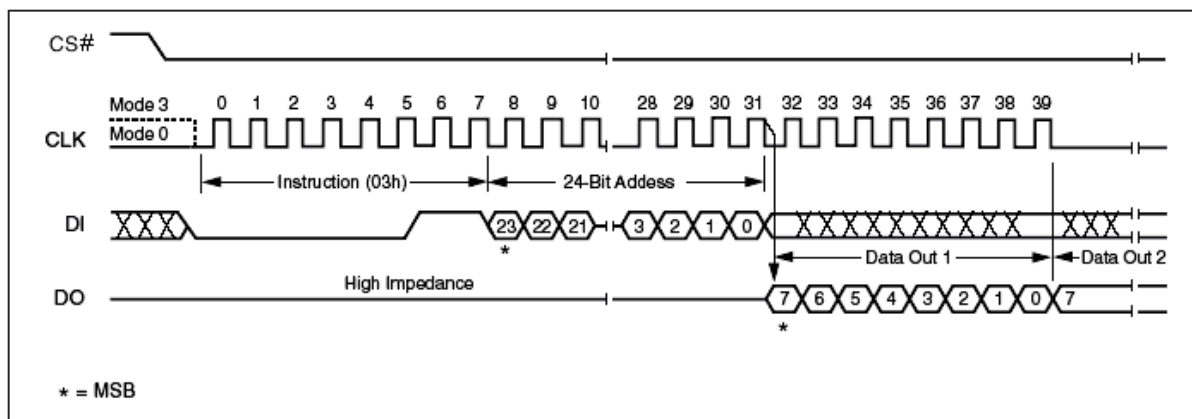 CS#
Mode 3
0 1 2 3 4 5 6 7 8 9 10 28 29 30 31 32 33 34 35 36 37 38 39
Mode 0
CLK
Instruction (03h) 24-Bit Addess
DI
23 22 21 3 2 1 0
*
Data Out 1 Data Out 2
High Impedance
DO
7 6 5 4 3 2 1 0 7
*
* = MSB